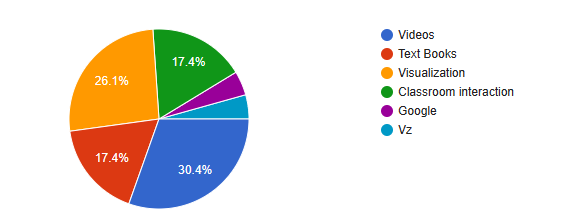 17.4%
26.1%
17.4%
30.4%
Videos
Text Books
Visualization
Classroom interaction
Google
Vz